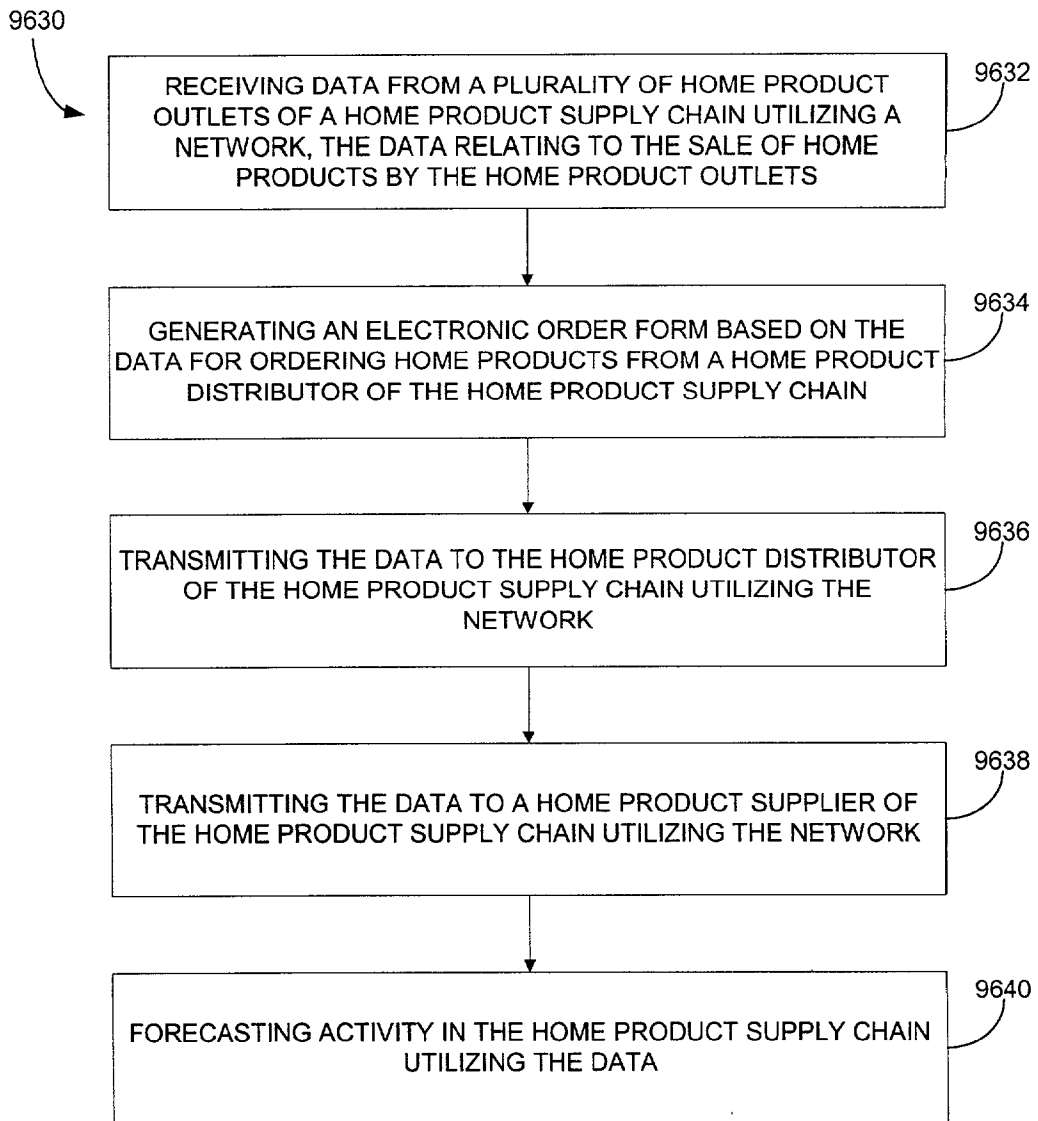 9630
RECEIVING DATA FROM A PLURALITY OF HOME PRODUCT
OUTLETS OF A HOME PRODUCT SUPPLY CHAIN UTILIZING A
NETWORK, THE DATA RELATING TO THE SALE OF HOME
PRODUCTS BY THE HOME PRODUCT OUTLETS
9632
GENERATING AN ELECTRONIC ORDER FORM BASED ON THE
DATA FOR ORDERING HOME PRODUCTS FROM A HOME PRODUCT
DISTRIBUTOR OF THE HOME PRODUCT SUPPLY CHAIN
9634
TRANSMITTING THE DATA TO THE HOME PRODUCT DISTRIBUTOR
OF THE HOME PRODUCT SUPPLY CHAIN UTILIZING THE
NETWORK
9636
TRANSMITTING THE DATA TO A HOME PRODUCT SUPPLIER OF
THE HOME PRODUCT SUPPLY CHAIN UTILIZING THE NETWORK
9638
FORECASTING ACTIVITY IN THE HOME PRODUCT SUPPLY CHAIN
UTILIZING THE DATA
9640